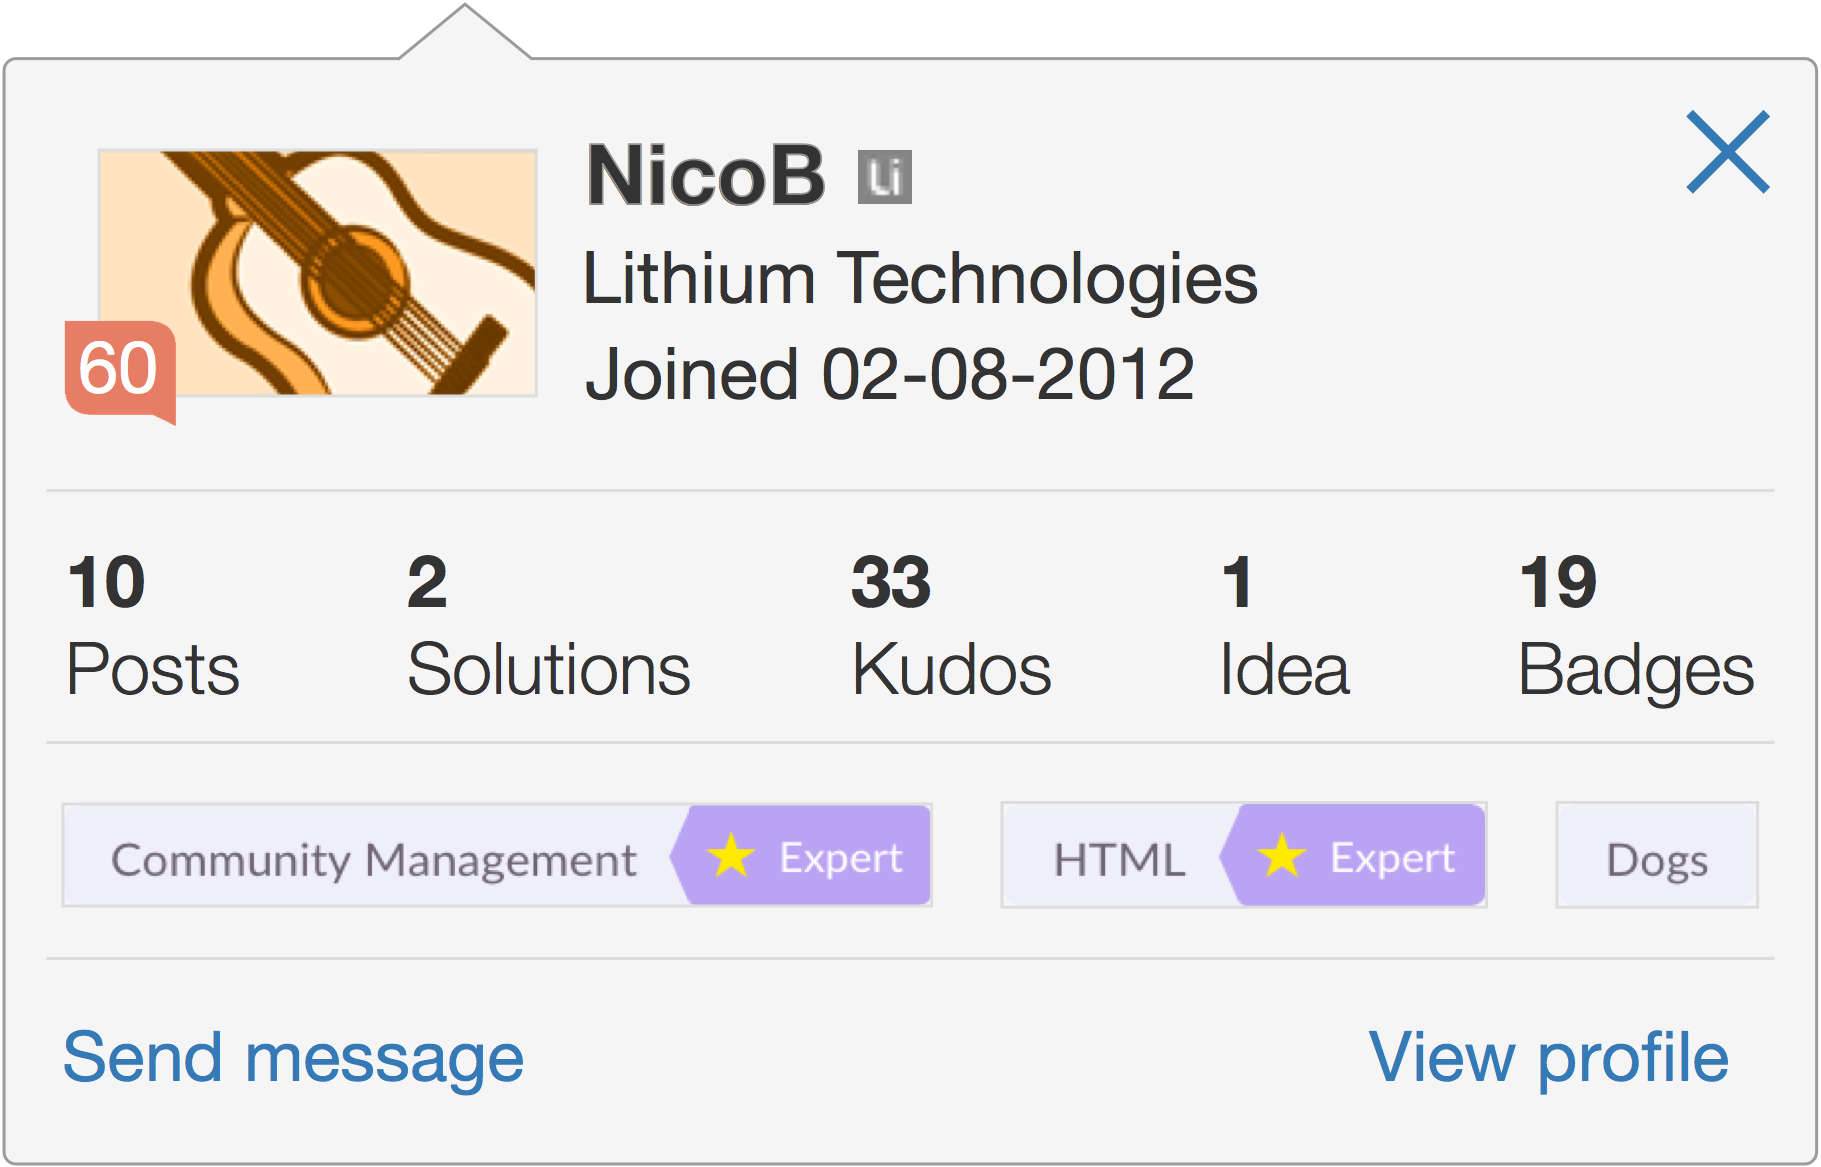 NicoB Li
Lithium Technologies
Joined 02-08-2012
60
10 2 33 1 19
Posts Solutions Kudos Idea Badges
Community Management Expert HTML Expert Dogs
Send message View profile